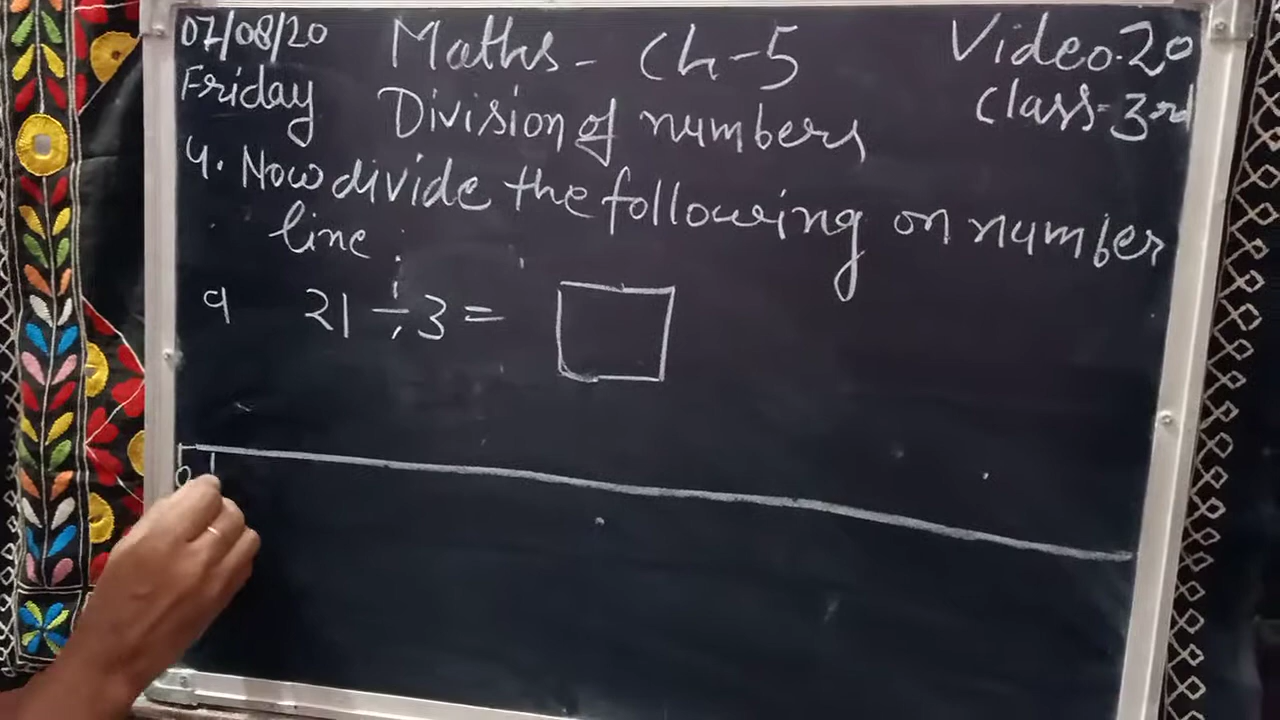 07/08/20 Maths - Ch-5 Video.20
Friday Division of numbers Class-3rd
4. Now divide the following on number
line.
a 21 ÷ 3 =
0 1